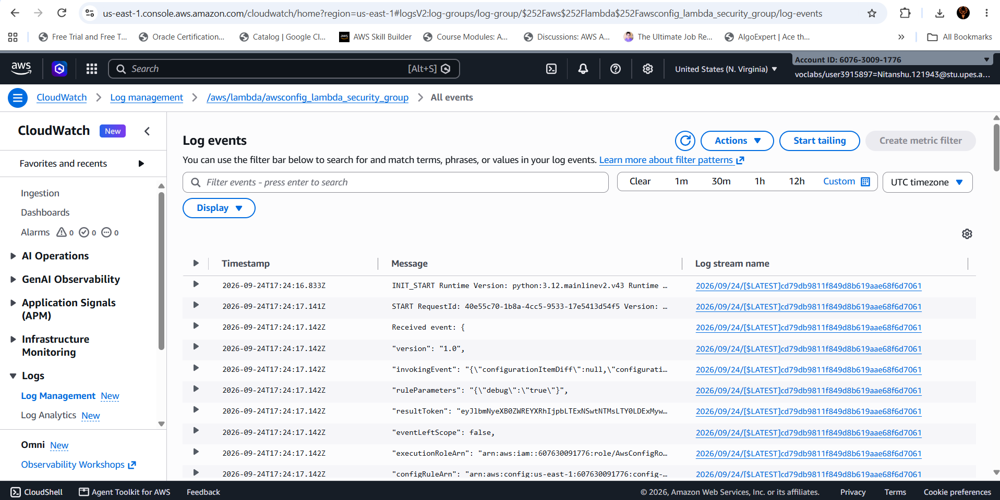 us-east-1.console.aws.amazon.com/cloudwatch/home?region=us-east-1#logsV2:log-groups/log-group/$252Faws$252Flambda$252Fawsconfig_lambda_security_group/log-events
Free Trial and Free T... Oracle Certification... Catalog | Google Cl... aws AWS Skill Builder Course Modules: A... Discussions: AWS A... The Ultimate Job Re... AlgoExpert | Ace th... » All Bookmarks
aws Search [Alt+S] United States (N. Virginia) Account ID: 6076-3009-1776
voclabs/user3915897=Nitanshu.121943@stu.upes.a...
CloudWatch > Log management > /aws/lambda/awsconfig_lambda_security_group > All events
CloudWatch New
Favorites and recents
Ingestion
Dashboards
Alarms 0 0 0
AI Operations
GenAI Observability
Application Signals
(APM)
Infrastructure
Monitoring
Logs
Log Management New
Log Analytics New
Omni New
Observability Workshops
Log events
Actions Start tailing Create metric filter
You can use the filter bar below to search for and match terms, phrases, or values in your log events. Learn more about filter patterns
Filter events - press enter to search Clear 1m 30m 1h 12h Custom UTC timezone
Display
Timestamp Message Log stream name
2026-09-24T17:24:16.833Z INIT_START Runtime Version: python:3.12.mainlinev2.v43 Runtime … 2026/09/24/[$LATEST]cd79db9811f849d8b619aae68f6d7061
2026-09-24T17:24:17.141Z START RequestId: 40e55c70-1b8a-4cc5-9533-17e5413d54f5 Version: … 2026/09/24/[$LATEST]cd79db9811f849d8b619aae68f6d7061
2026-09-24T17:24:17.142Z Received event: { 2026/09/24/[$LATEST]cd79db9811f849d8b619aae68f6d7061
2026-09-24T17:24:17.142Z "version": "1.0", 2026/09/24/[$LATEST]cd79db9811f849d8b619aae68f6d7061
2026-09-24T17:24:17.142Z "invokingEvent": "{\"configurationItemDiff\":null,\"configurati… 2026/09/24/[$LATEST]cd79db9811f849d8b619aae68f6d7061
2026-09-24T17:24:17.142Z "ruleParameters": "{\"debug\":\"true\"}", 2026/09/24/[$LATEST]cd79db9811f849d8b619aae68f6d7061
2026-09-24T17:24:17.142Z "resultToken": "eyJlbmNyeXB0ZWREYXRhIjpbLTExNSwtNTMsLTY0LDExMyw… 2026/09/24/[$LATEST]cd79db9811f849d8b619aae68f6d7061
2026-09-24T17:24:17.142Z "eventLeftScope": false, 2026/09/24/[$LATEST]cd79db9811f849d8b619aae68f6d7061
2026-09-24T17:24:17.142Z "executionRoleArn": "arn:aws:iam::607630091776:role/AwsConfigRo… 2026/09/24/[$LATEST]cd79db9811f849d8b619aae68f6d7061
2026-09-24T17:24:17.142Z "configRuleArn": "arn:aws:config:us-east-1:607630091776:config-… 2026/09/24/[$LATEST]cd79db9811f849d8b619aae68f6d7061
CloudShell Agent Toolkit for AWS Feedback © 2026, Amazon Web Services, Inc. or its affiliates. Privacy Terms Cookie preferences